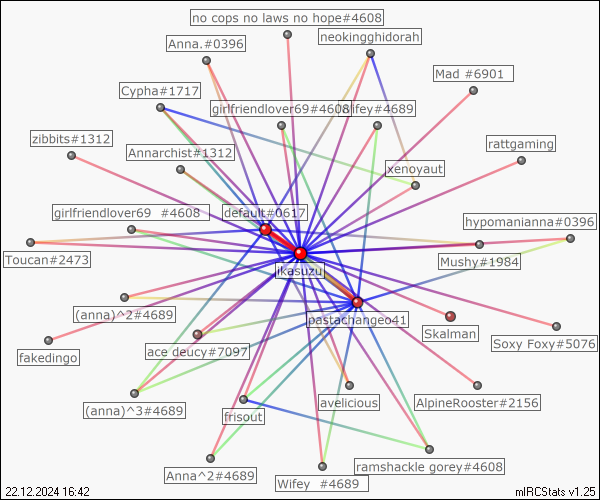 no cops no laws no hope#4608
neokingghidorah
Anna.#0396
Mad #6901
Cypha#1717
girlfriendlover69#4608
lifey#4689
zibbits#1312
Annarchist#1312
rattgaming
xenoyaut
girlfriendlover69 #4608
default#0617
hypomanianna#0396
Toucan#2473
Mushy#1984
ikasuzu
(anna)^2#4689
pastachangeo41
Skalman
Soxy Foxy#5076
fakedingo
ace deucy#7097
(anna)^3#4689
frisout
avelicious
AlpineRooster#2156
Anna^2#4689
Wifey #4689
ramshackle gorey#4608
22.12.2024 16:42
mIRCStats v1.25